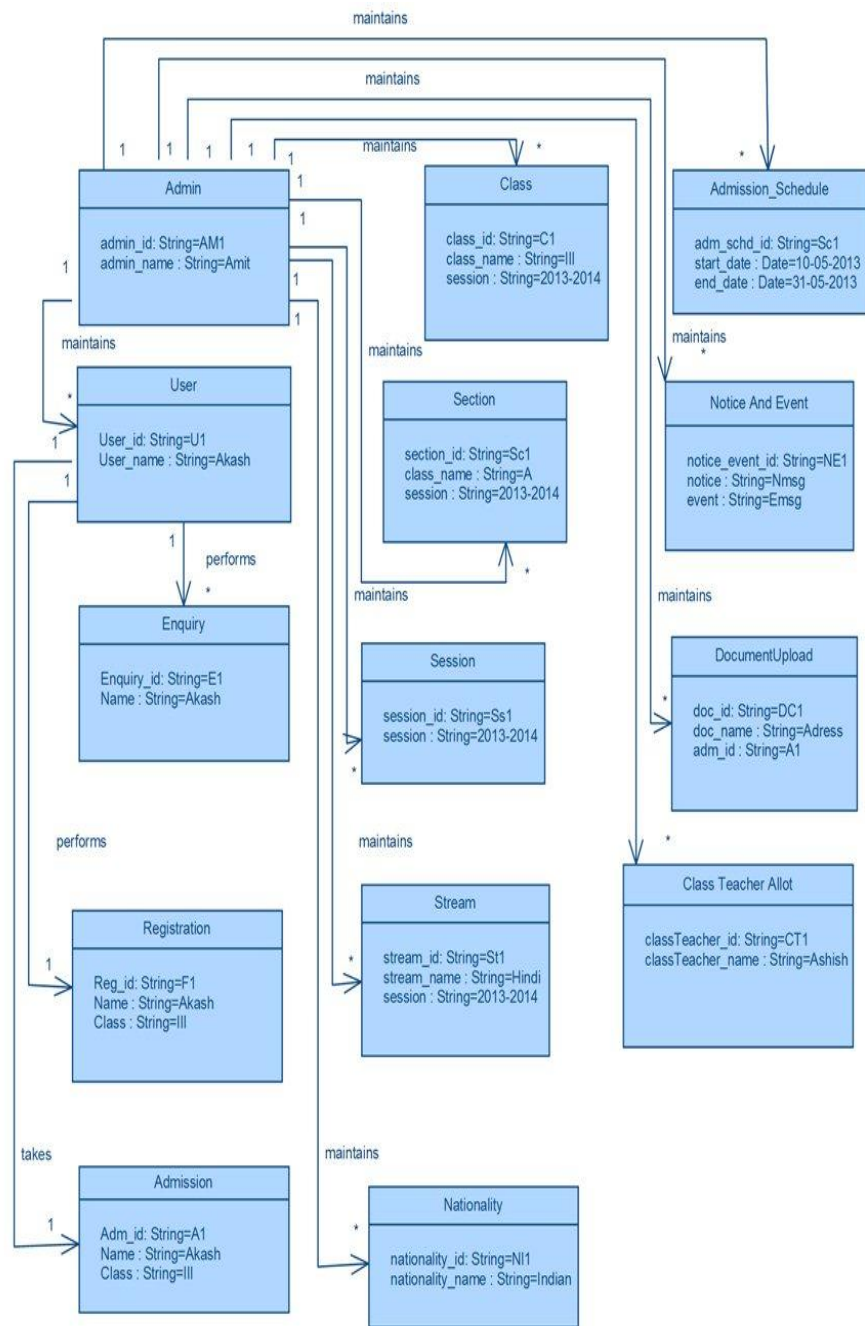 maintains
maintains
maintains
maintains
1
1
1
1
1
1
*
*
Admin
admin_id: String=AM1
admin_name : String=Amit
1
1
1
1
1
Class
class_id: String=C1
class_name : String=III
session : String=2013-2014
Admission_Schedule
adm_schd_id: String=Sc1
start_date : Date=10-05-2013
end_date : Date=31-05-2013
maintains
*
User
User_id: String=U1
User_name : String=Akash
1
1
1
maintains
Section
section_id: String=Sc1
class_name : String=A
session : String=2013-2014
*
maintains
*
Notice And Event
notice_event_id: String=NE1
notice : String=Nmsg
event : String=Emsg
performs
*
Enquiry
Enquiry_id: String=E1
Name : String=Akash
maintains
Session
session_id: String=Ss1
session : String=2013-2014
*
maintains
*
DocumentUpload
doc_id: String=DC1
doc_name : String=Adress
adm_id : String=A1
performs
1
Registration
Reg_id: String=F1
Name : String=Akash
Class : String=III
maintains
*
Stream
stream_id: String=St1
stream_name : String=Hindi
session : String=2013-2014
*
Class Teacher Allot
classTeacher_id: String=CT1
classTeacher_name : String=Ashish
takes
1
Admission
Adm_id: String=A1
Name : String=Akash
Class : String=III
maintains
*
Nationality
nationality_id: String=NI1
nationality_name : String=Indian